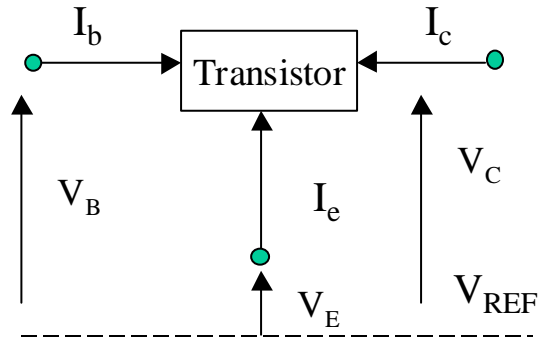 I_b
I_c
Transistor
V_B
I_e
V_C
V_E
V_REF